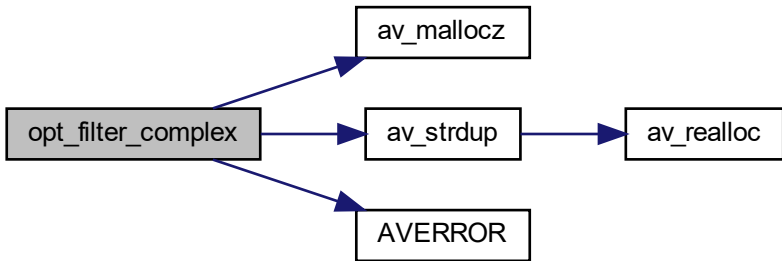 av_mallocz
opt_filter_complex
av_strdup
av_realloc
AVERROR